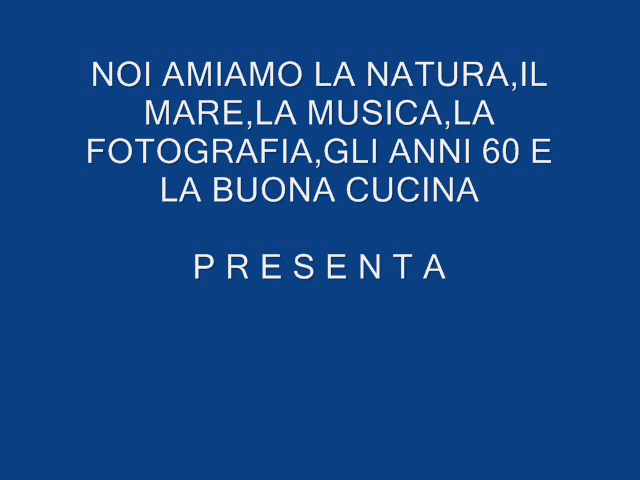 NOI AMIAMO LA NATURA,IL
MARE,LA MUSICA,LA
FOTOGRAFIA,GLI ANNI 60 E
LA BUONA CUCINA
P R E S E N T A